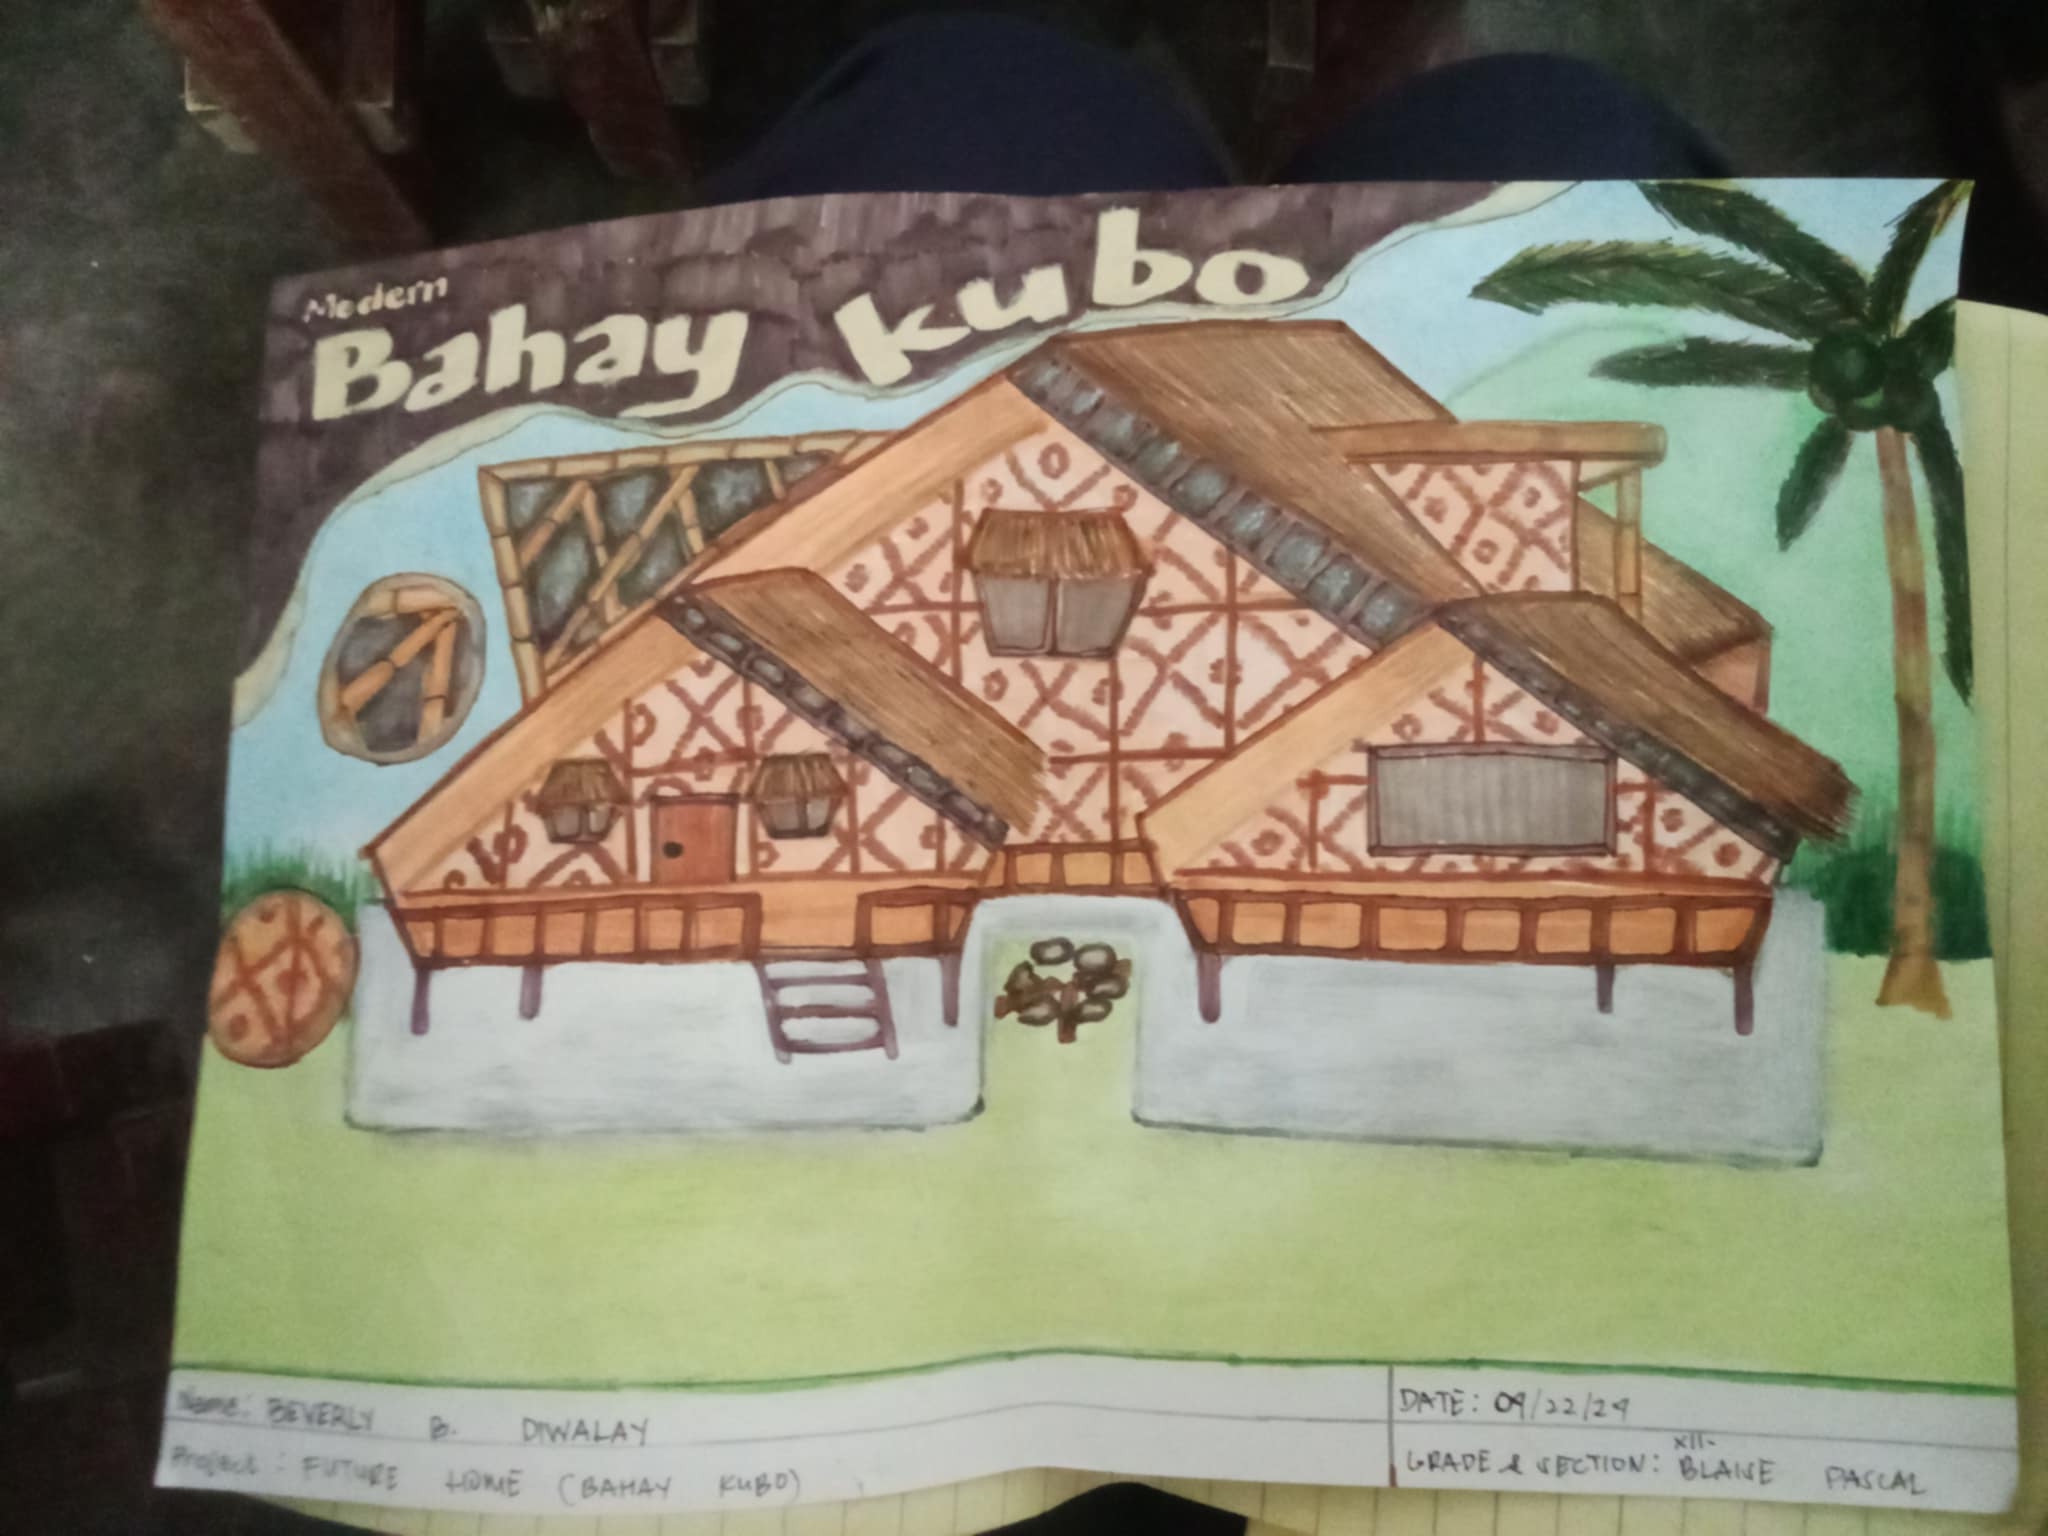 Modern
Bahay kubo
Name: BEVERLY B. DIWALAY
Project: FUTURE HOME (BAHAY KUBO)
DATE: 09/22/24
XII-
GRADE & SECTION: BLAISE PASCAL